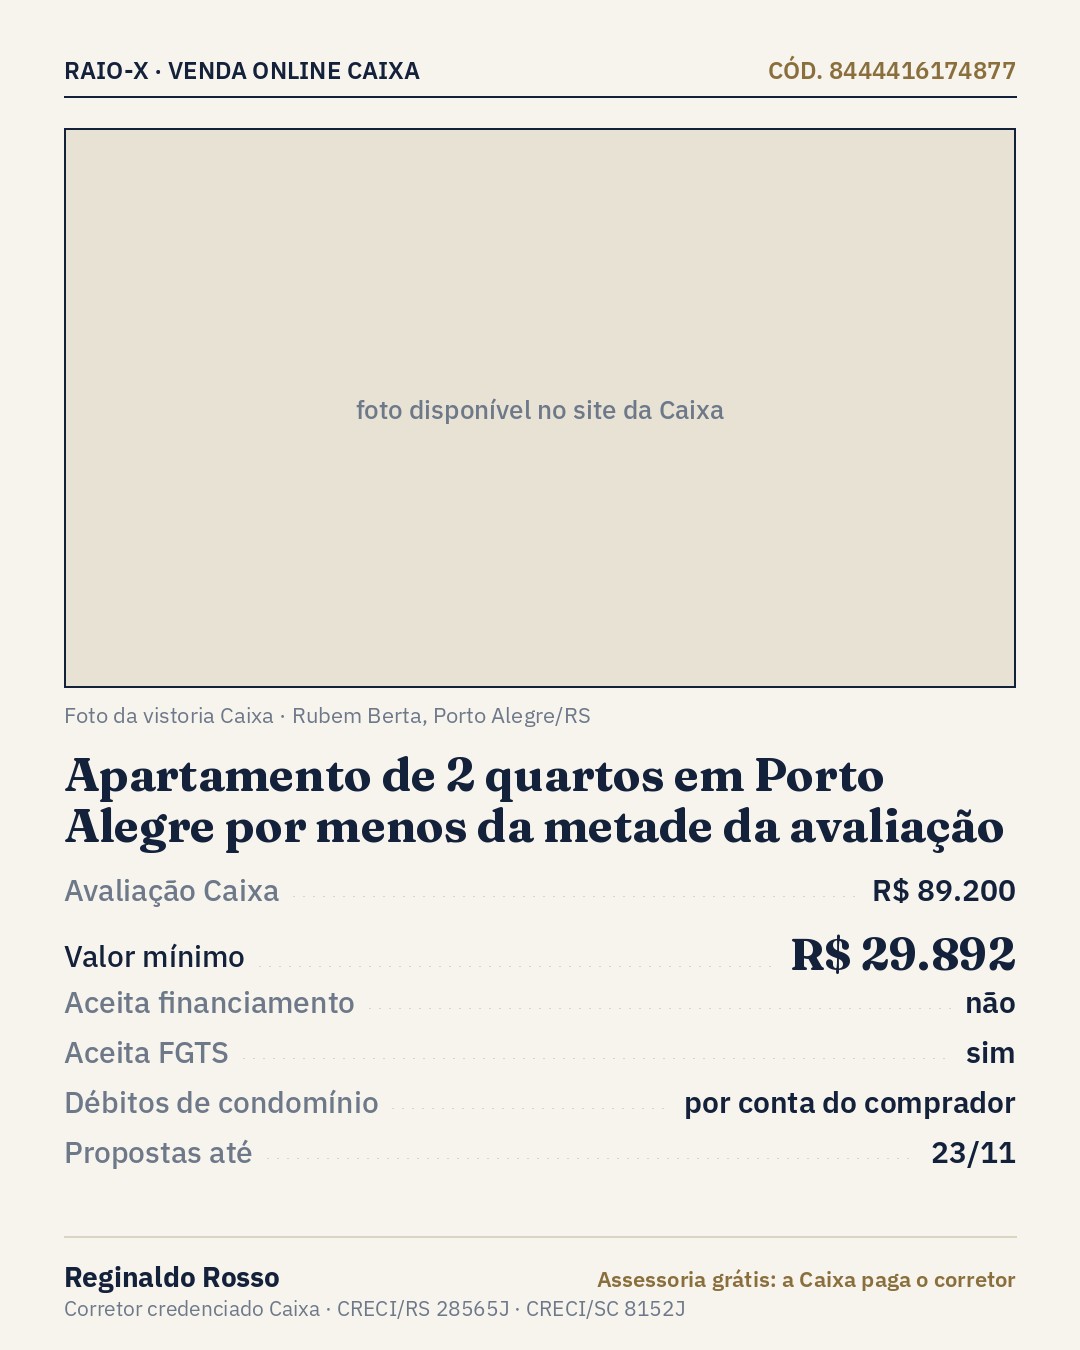 RAIO-X · VENDA ONLINE CAIXA
CÓD. 8444416174877
foto disponível no site da Caixa
Foto da vistoria Caixa · Rubem Berta, Porto Alegre/RS
Apartamento de 2 quartos em Porto
Alegre por menos da metade da avaliação
Avaliação Caixa R$ 89.200
Valor mínimo R$ 29.892
Aceita financiamento não
Aceita FGTS sim
Débitos de condomínio por conta do comprador
Propostas até 23/11
Reginaldo Rosso
Assessoria grátis: a Caixa paga o corretor
Corretor credenciado Caixa · CRECI/RS 28565J · CRECI/SC 8152J